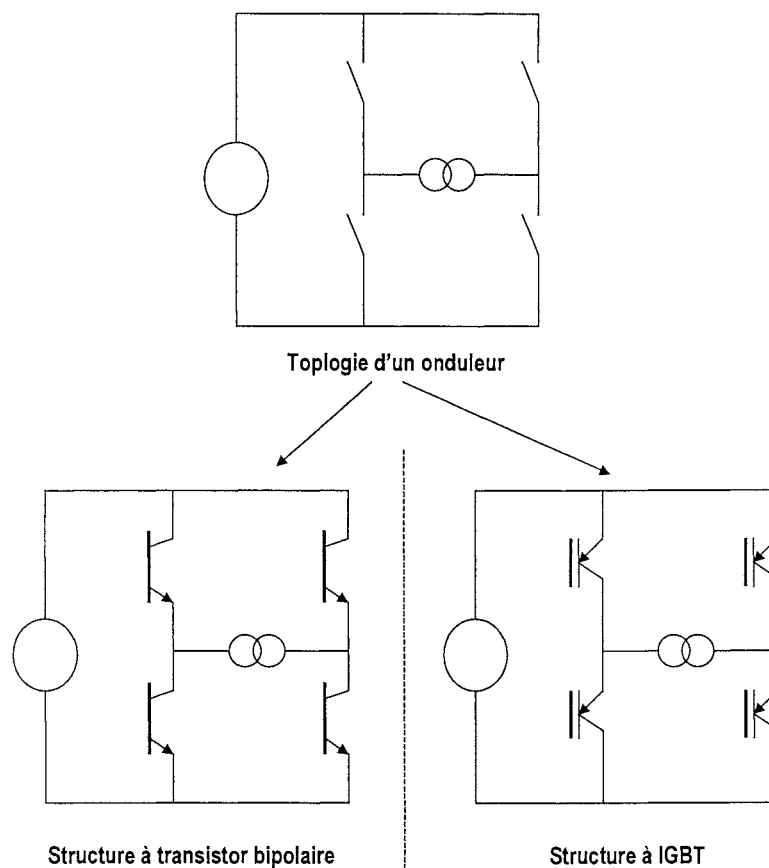 Toplogie d'un onduleur
Structure à transistor bipolaire
Structure à IGBT